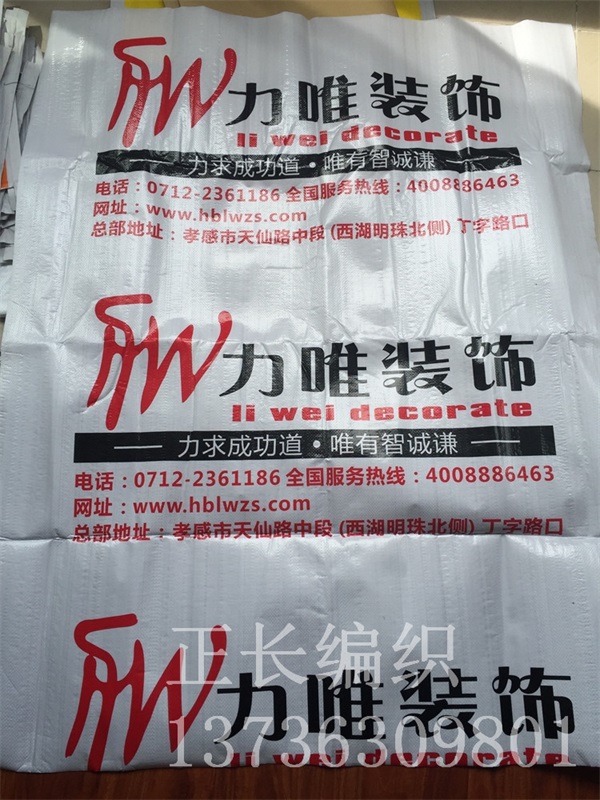 力唯装饰
li wei decorate
力求成功道·唯有智诚谦
电话：0712-2361186 全国服务热线：4008886463
网址：www.hblwzs.com
总部地址：孝感市天仙路中段 (西湖明珠北侧) 丁字路口
力唯装饰
li wei decorate
力求成功道·唯有智诚谦
电话：0712-2361186 全国服务热线：4008886463
网址：www.hblwzs.com
总部地址：孝感市天仙路中段 (西湖明珠北侧) 丁字路口
正长编织
力唯装饰
13736309801
li wei decorate